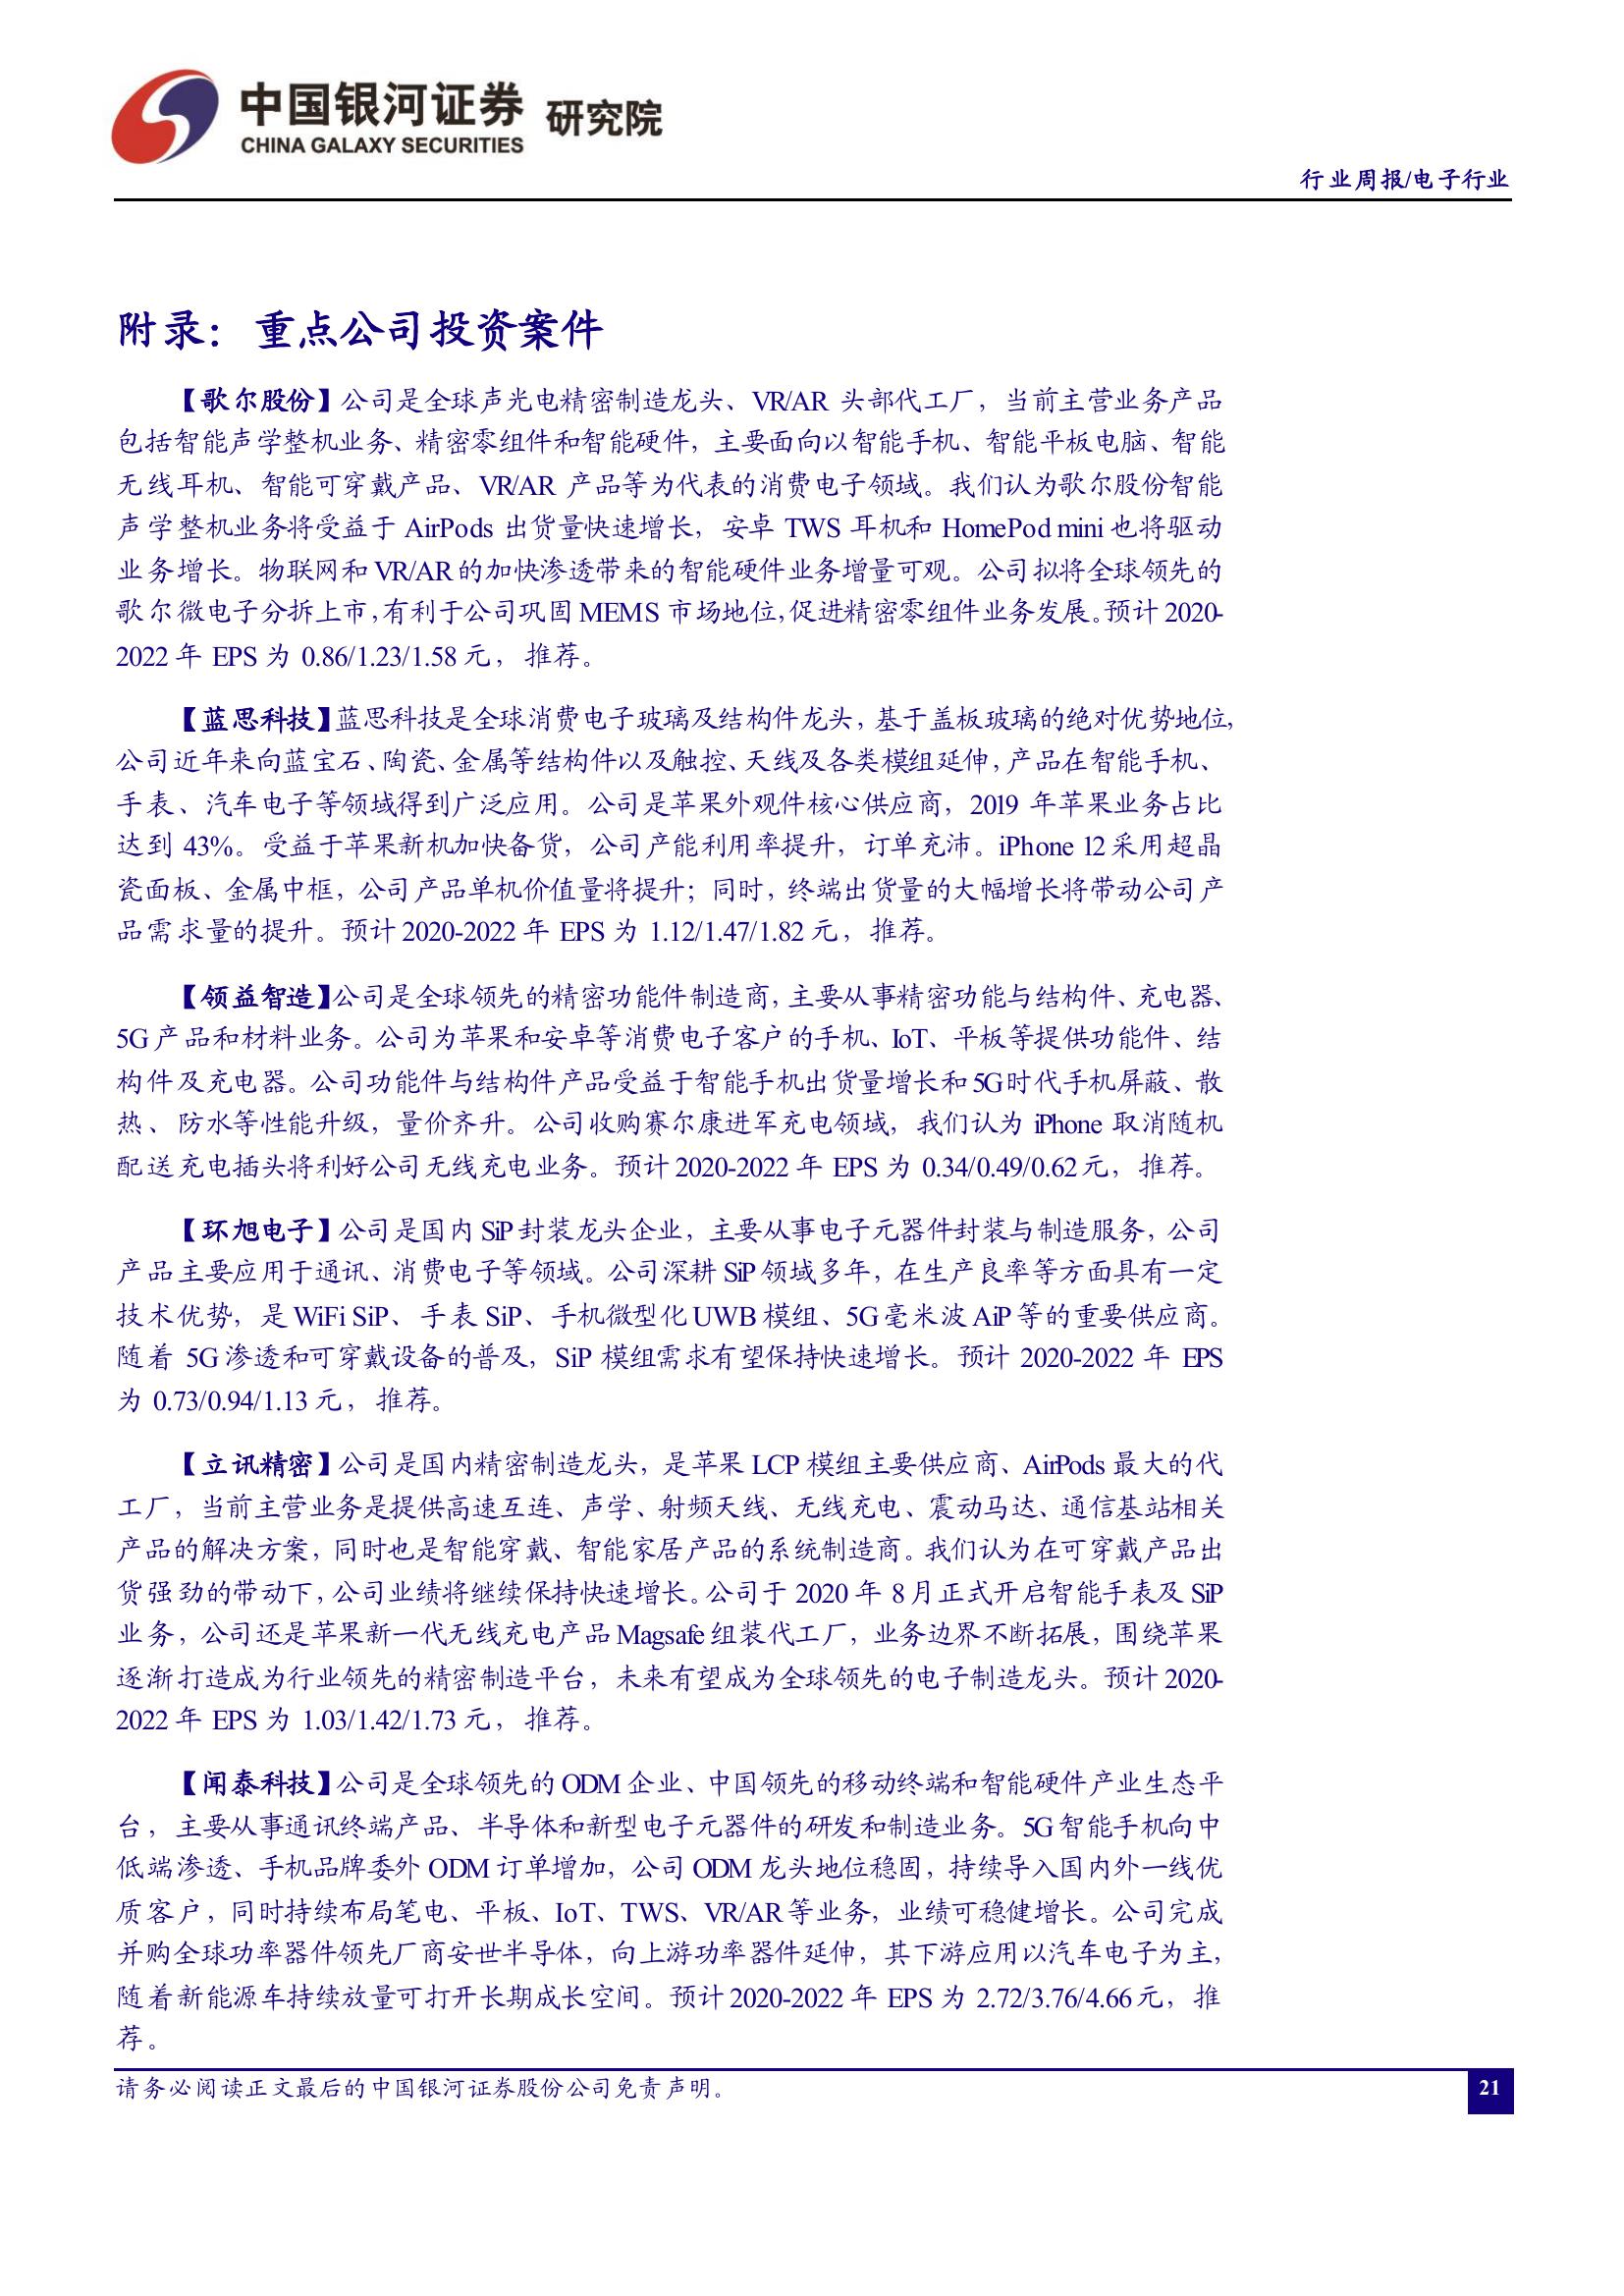 中国银河证券 研究院
CHINA GALAXY SECURITIES
行业周报/电子行业
附录：重点公司投资案件
【歌尔股份】公司是全球声光电精密制造龙头、VR/AR 头部代工厂，当前主营业务产品
包括智能声学整机业务、精密零组件和智能硬件，主要面向以智能手机、智能平板电脑、智能
无线耳机、智能可穿戴产品、VR/AR 产品等为代表的消费电子领域。我们认为歌尔股份智能
声学整机业务将受益于 AirPods 出货量快速增长，安卓 TWS 耳机和 HomePod mini 也将驱动
业务增长。物联网和 VR/AR 的加快渗透带来的智能硬件业务增量可观。公司拟将全球领先的
歌尔微电子分拆上市，有利于公司巩固 MEMS 市场地位，促进精密零组件业务发展。预计 2020-
2022 年 EPS 为 0.86/1.23/1.58 元，推荐。
【蓝思科技】蓝思科技是全球消费电子玻璃及结构件龙头，基于盖板玻璃的绝对优势地位，
公司近年来向蓝宝石、陶瓷、金属等结构件以及触控、天线及各类模组延伸，产品在智能手机、
手表、汽车电子等领域得到广泛应用。公司是苹果外观件核心供应商，2019 年苹果业务占比
达到 43%。受益于苹果新机加快备货，公司产能利用率提升，订单充沛。iPhone 12 采用超晶
瓷面板、金属中框，公司产品单机价值量将提升；同时，终端出货量的大幅增长将带动公司产
品需求量的提升。预计 2020-2022 年 EPS 为 1.12/1.47/1.82 元，推荐。
【领益智造】公司是全球领先的精密功能件制造商，主要从事精密功能与结构件、充电器、
5G 产品和材料业务。公司为苹果和安卓等消费电子客户的手机、IoT、平板等提供功能件、结
构件及充电器。公司功能件与结构件产品受益于智能手机出货量增长和 5G 时代手机屏蔽、散
热、防水等性能升级，量价齐升。公司收购赛尔康进军充电领域，我们认为 iPhone 取消随机
配送充电插头将利好公司无线充电业务。预计 2020-2022 年 EPS 为 0.34/0.49/0.62 元，推荐。
【环旭电子】公司是国内 SiP 封装龙头企业，主要从事电子元器件封装与制造服务，公司
产品主要应用于通讯、消费电子等领域。公司深耕 SiP 领域多年，在生产良率等方面具有一定
技术优势，是 WiFi SiP、手表 SiP、手机微型化 UWB 模组、5G 毫米波 AiP 等的重要供应商。
随着 5G 渗透和可穿戴设备的普及，SiP 模组需求有望保持快速增长。预计 2020-2022 年 EPS
为 0.73/0.94/1.13 元，推荐。
【立讯精密】公司是国内精密制造龙头，是苹果 LCP 模组主要供应商、AirPods 最大的代
工厂，当前主营业务是提供高速互连、声学、射频天线、无线充电、震动马达、通信基站相关
产品的解决方案，同时也是智能穿戴、智能家居产品的系统制造商。我们认为在可穿戴产品出
货强劲的带动下，公司业绩将继续保持快速增长。公司于 2020 年 8 月正式开启智能手表及 SiP
业务，公司还是苹果新一代无线充电产品 Magsafe 组装代工厂，业务边界不断拓展，围绕苹果
逐渐打造成为行业领先的精密制造平台，未来有望成为全球领先的电子制造龙头。预计 2020-
2022 年 EPS 为 1.03/1.42/1.73 元，推荐。
【闻泰科技】公司是全球领先的 ODM 企业、中国领先的移动终端和智能硬件产业生态平
台，主要从事通讯终端产品、半导体和新型电子元器件的研发和制造业务。5G 智能手机向中
低端渗透、手机品牌委外 ODM 订单增加，公司 ODM 龙头地位稳固，持续导入国内外一线优
质客户，同时持续布局笔电、平板、IoT、TWS、VR/AR 等业务，业绩可稳健增长。公司完成
并购全球功率器件领先厂商安世半导体，向上游功率器件延伸，其下游应用以汽车电子为主，
随着新能源车持续放量可打开长期成长空间。预计 2020-2022 年 EPS 为 2.72/3.76/4.66 元，推
荐。
请务必阅读正文最后的中国银河证券股份公司免责声明。
21